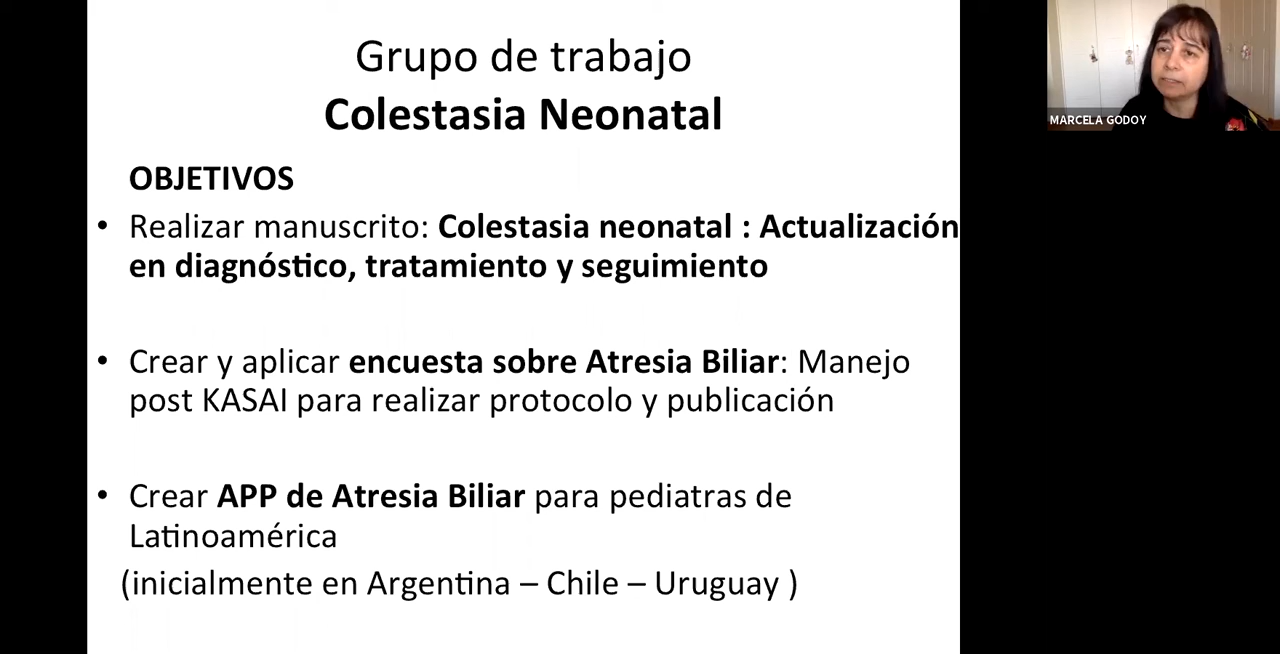 Grupo de trabajo
Colestasia Neonatal
OBJETIVOS
• Realizar manuscrito: Colestasia neonatal : Actualización
en diagnóstico, tratamiento y seguimiento
• Crear y aplicar encuesta sobre Atresia Biliar: Manejo
post KASAI para realizar protocolo y publicación
• Crear APP de Atresia Biliar para pediatras de
Latinoamérica
(inicialmente en Argentina – Chile – Uruguay )
MARCELA GODOY